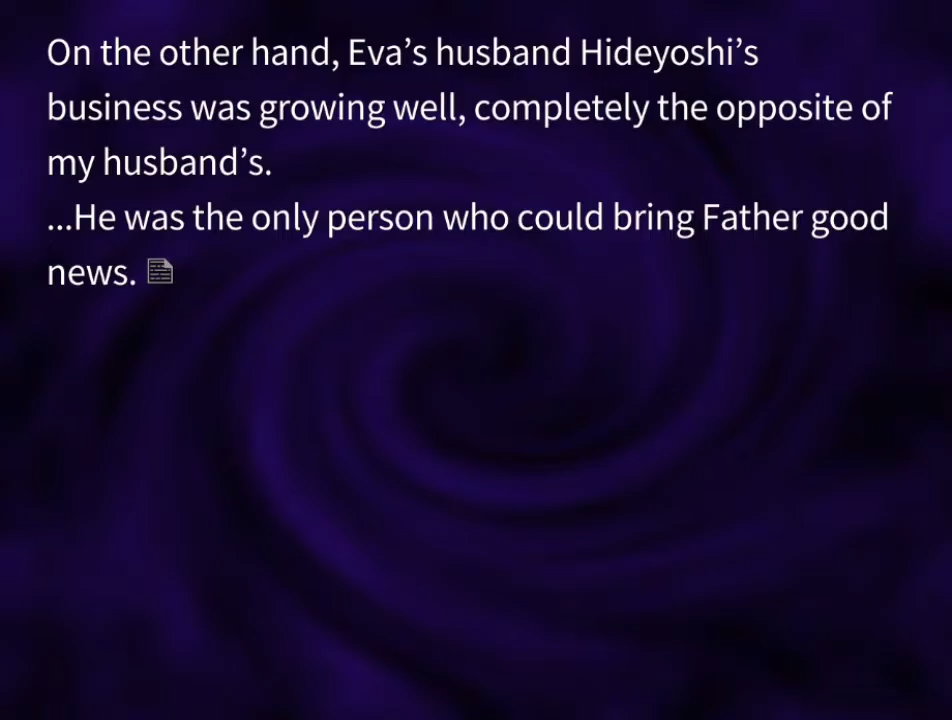 On the other hand, Eva’s husband Hideyoshi’s
business was growing well, completely the opposite of
my husband’s.
...He was the only person who could bring Father good
news.